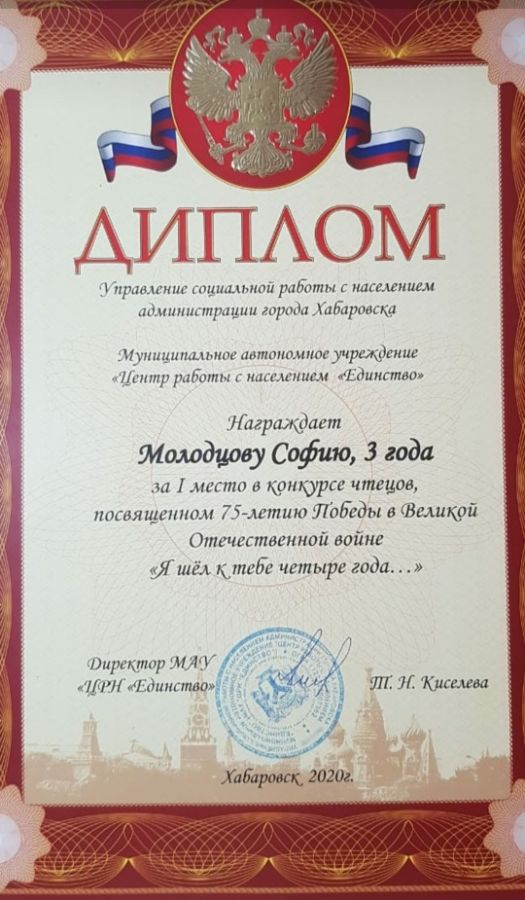 ДИПЛОМ
Управление социальной работы с населением
администрации города Хабаровска
Муниципальное автономное учреждение
«Центр работы с населением «Единство»
Награждает
Молодцову Софию, 3 года
за I место в конкурсе чтецов,
посвященном 75-летию Победы в Великой
Отечественной войне
«Я шёл к тебе четыре года...»
Директор МАУ
«ЦРН «Единство»
Т. Н. Киселева
Хабаровск 2020г.